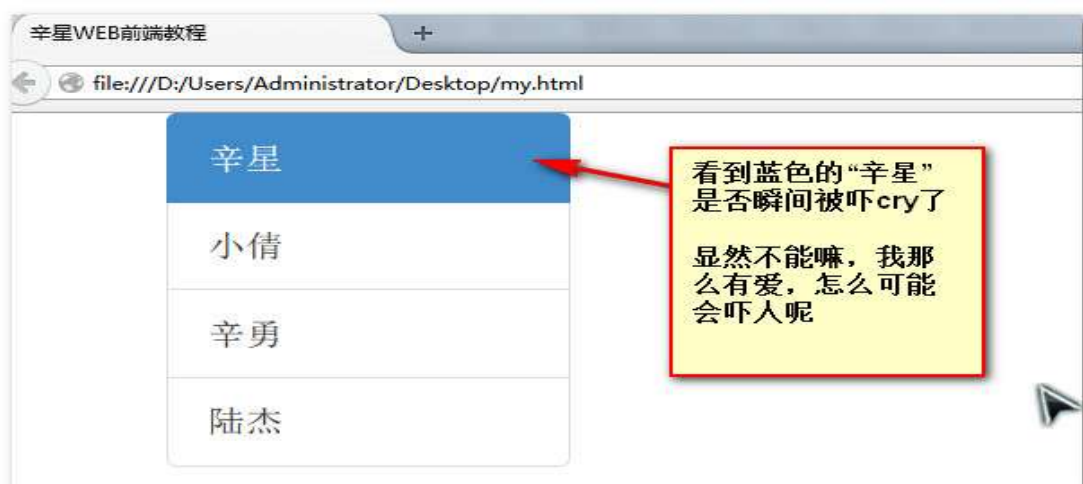 辛星WEB前端教程
file:///D:/Users/Administrator/Desktop/my.html
辛星
小倩
辛勇
陆杰
看到蓝色的“辛星”
是否瞬间被吓cry了
显然不能嘛，我那
么有爱，怎么可能
会吓人呢